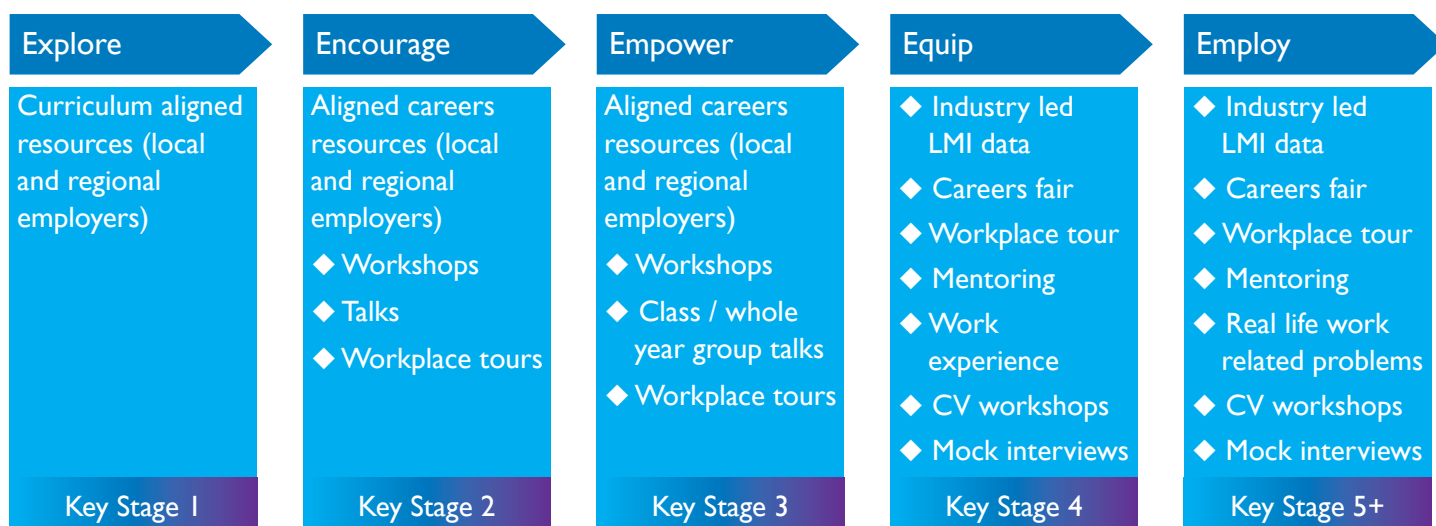 Explore
Curriculum aligned
resources (local
and regional
employers)
Key Stage 1
Encourage
Aligned careers
resources (local
and regional
employers)
◆ Workshops
◆ Talks
◆ Workplace tours
Key Stage 2
Empower
Aligned careers
resources (local
and regional
employers)
◆ Workshops
◆ Class / whole
year group talks
◆ Workplace tours
Key Stage 3
Equip
◆ Industry led
LMI data
◆ Careers fair
◆ Workplace tour
◆ Mentoring
◆ Work
experience
◆ CV workshops
◆ Mock interviews
Key Stage 4
Employ
◆ Industry led
LMI data
◆ Careers fair
◆ Workplace tour
◆ Mentoring
◆ Real life work
related problems
◆ CV workshops
◆ Mock interviews
Key Stage 5+